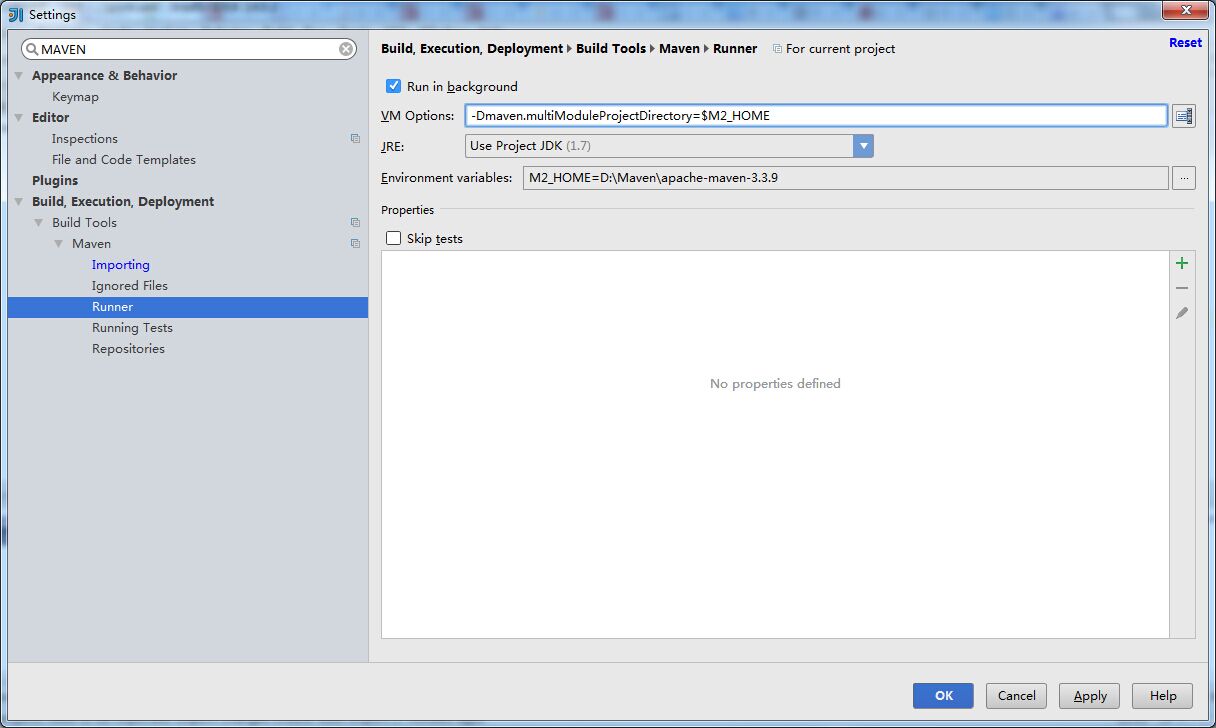 Settings
MAVEN
Appearance & Behavior
Keymap
Editor
Inspections
File and Code Templates
Plugins
Build, Execution, Deployment
Build Tools
Maven
Importing
Ignored Files
Runner
Running Tests
Repositories
Build, Execution, Deployment › Build Tools › Maven › Runner For current project
Reset
Run in background
VM Options: -Dmaven.multiModuleProjectDirectory=$M2_HOME
JRE: Use Project JDK (1.7)
Environment variables: M2_HOME=D:\Maven\apache-maven-3.3.9
...
Properties
Skip tests
No properties defined
OK
Cancel
Apply
Help